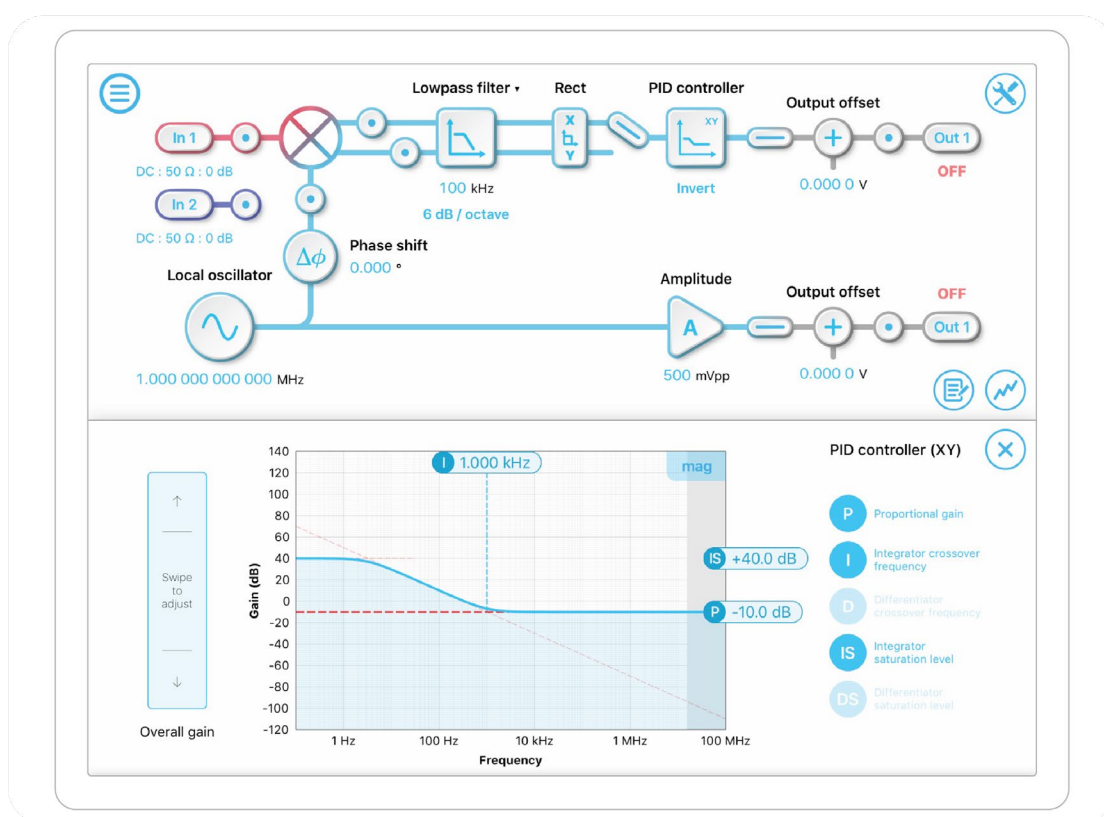 Lowpass filter ▾
Rect
PID controller
Output offset
In 1
X
Y
XY
Out 1
DC : 50 Ω : 0 dB
100 kHz
Invert
0.000 0 V
OFF
In 2
6 dB / octave
DC : 50 Ω : 0 dB
Δϕ
Phase shift
0.000 °
Local oscillator
Amplitude
Output offset
OFF
A
Out 1
1.000 000 000 000 MHz
500 mVpp
0.000 0 V
PID controller (XY)
Swipe
to
adjust
Overall gain
Gain (dB)
140
120
100
80
60
40
20
0
-20
-40
-60
-80
-100
-120
I 1.000 kHz
mag
IS +40.0 dB
P -10.0 dB
1 Hz
100 Hz
10 kHz
1 MHz
100 MHz
Frequency
P Proportional gain
I Integrator crossover
frequency
D Differentiator
crossover frequency
IS Integrator
saturation level
DS Differentiator
saturation level